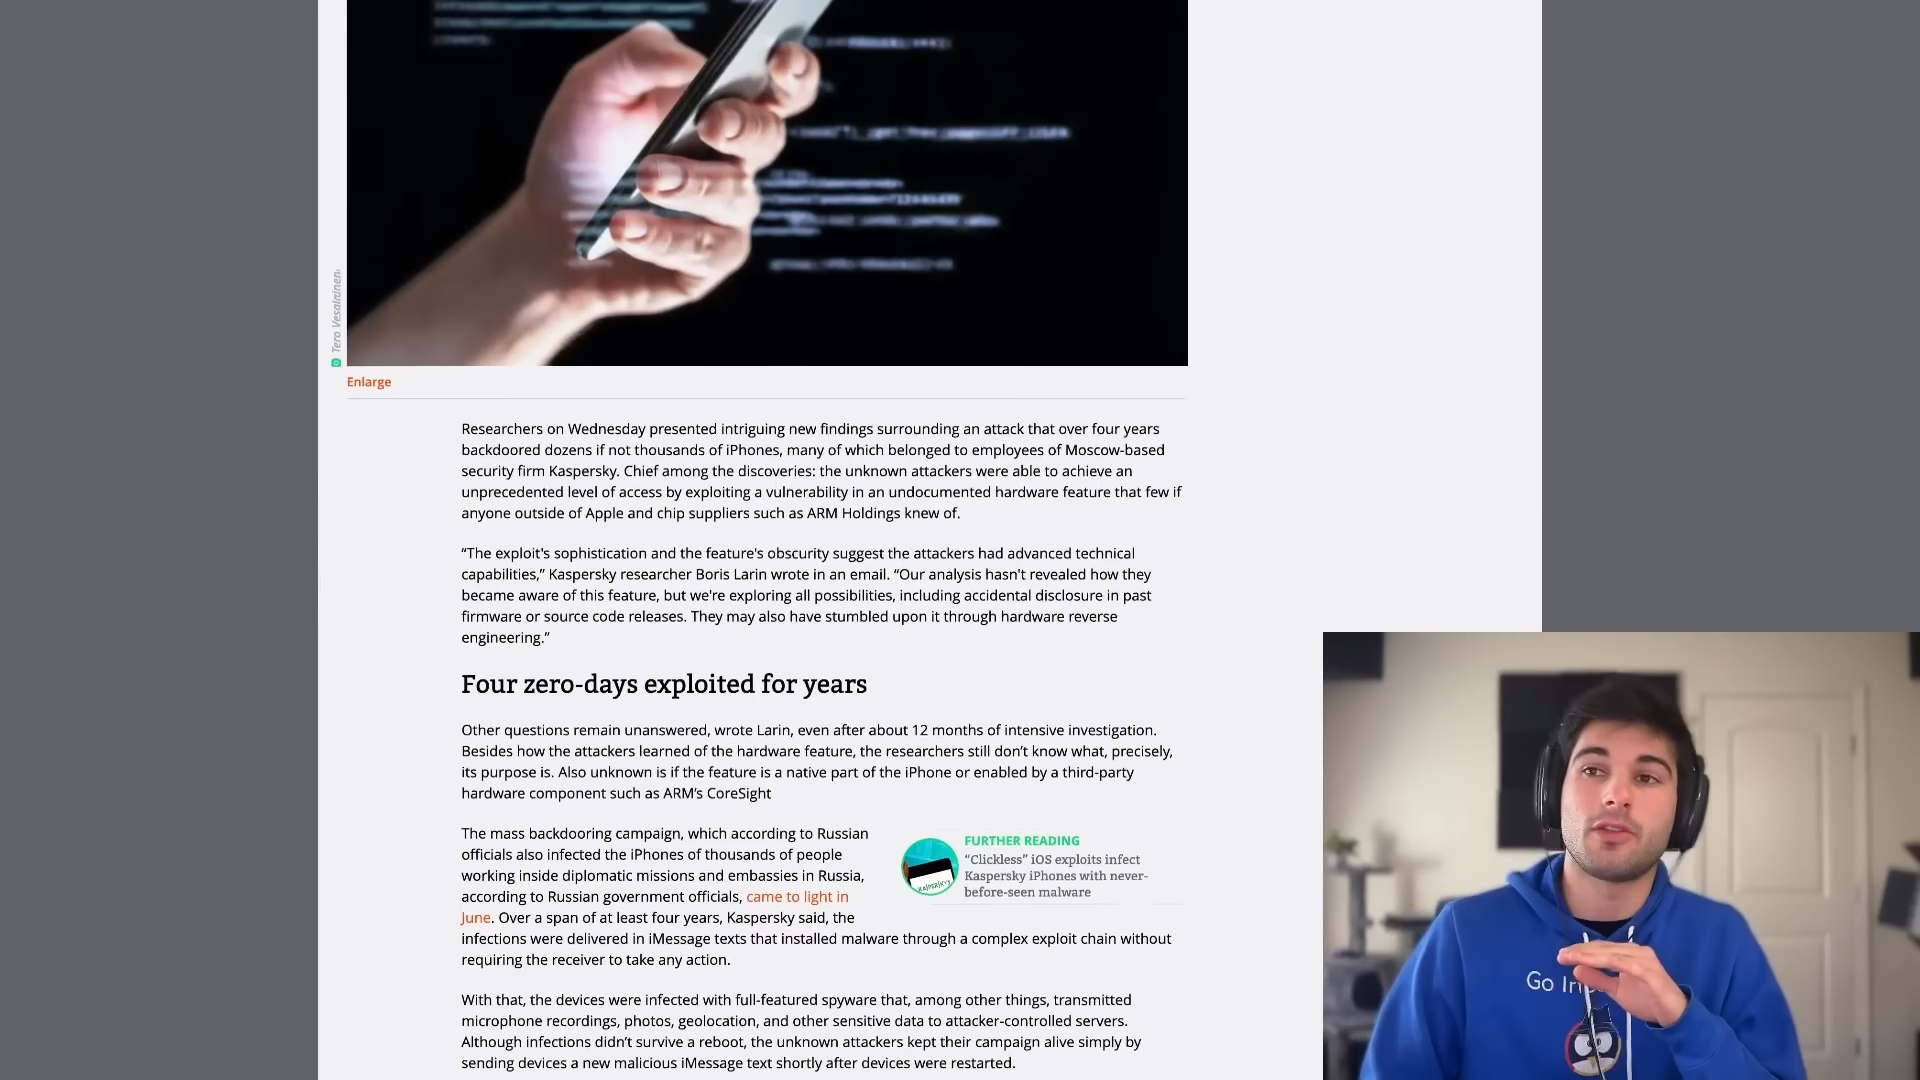 Tero Vesalainen
Enlarge
Researchers on Wednesday presented intriguing new findings surrounding an attack that over four years
backdoored dozens if not thousands of iPhones, many of which belonged to employees of Moscow-based
security firm Kaspersky. Chief among the discoveries: the unknown attackers were able to achieve an
unprecedented level of access by exploiting a vulnerability in an undocumented hardware feature that few if
anyone outside of Apple and chip suppliers such as ARM Holdings knew of.
“The exploit's sophistication and the feature's obscurity suggest the attackers had advanced technical
capabilities,” Kaspersky researcher Boris Larin wrote in an email. “Our analysis hasn't revealed how they
became aware of this feature, but we're exploring all possibilities, including accidental disclosure in past
firmware or source code releases. They may also have stumbled upon it through hardware reverse
engineering.”
Four zero-days exploited for years
Other questions remain unanswered, wrote Larin, even after about 12 months of intensive investigation.
Besides how the attackers learned of the hardware feature, the researchers still don’t know what, precisely,
its purpose is. Also unknown is if the feature is a native part of the iPhone or enabled by a third-party
hardware component such as ARM’s CoreSight
The mass backdooring campaign, which according to Russian
officials also infected the iPhones of thousands of people
working inside diplomatic missions and embassies in Russia,
according to Russian government officials, came to light in
June. Over a span of at least four years, Kaspersky said, the
infections were delivered in iMessage texts that installed malware through a complex exploit chain without
requiring the receiver to take any action.
FURTHER READING
“Clickless” iOS exploits infect
Kaspersky iPhones with never-
before-seen malware
With that, the devices were infected with full-featured spyware that, among other things, transmitted
microphone recordings, photos, geolocation, and other sensitive data to attacker-controlled servers.
Although infections didn’t survive a reboot, the unknown attackers kept their campaign alive simply by
sending devices a new malicious iMessage text shortly after devices were restarted.
Go